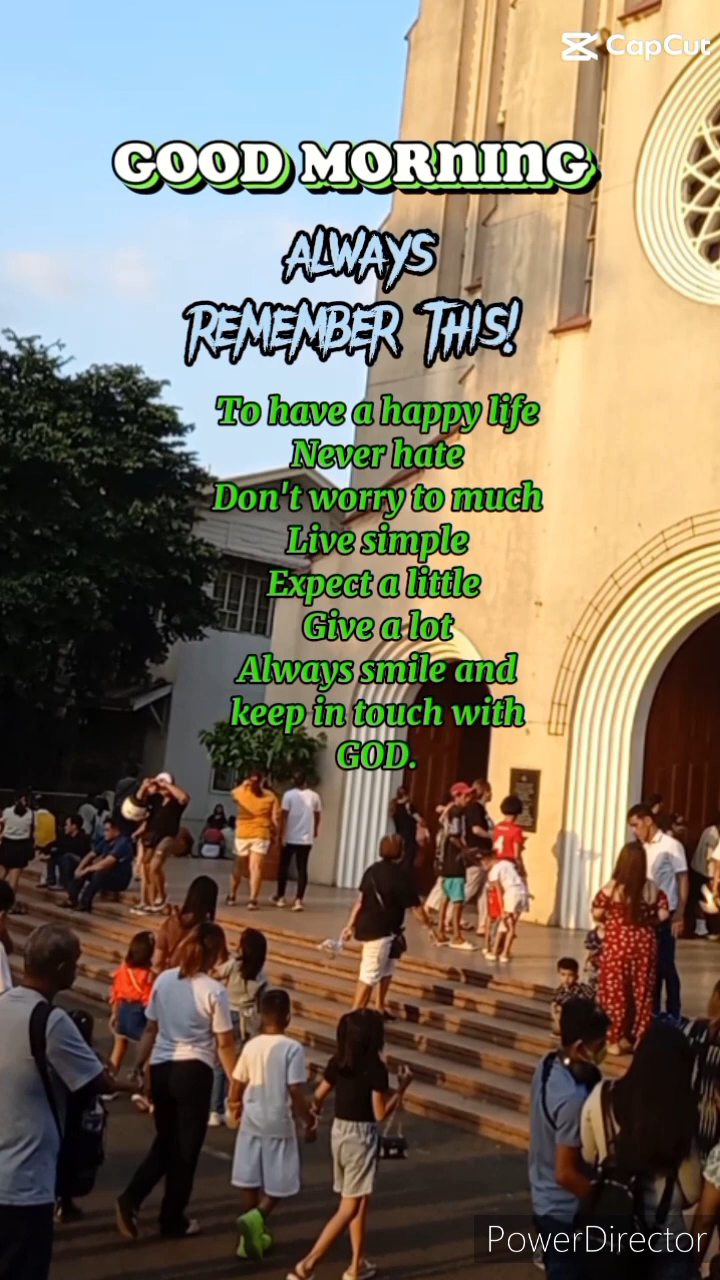 CapCut
GOOD MORNING
ALWAYS
REMEMBER THIS!
To have a happy life
Never hate
Don't worry to much
Live simple
Expect a little
Give a lot
Always smile and
keep in touch with
GOD.
PowerDirector